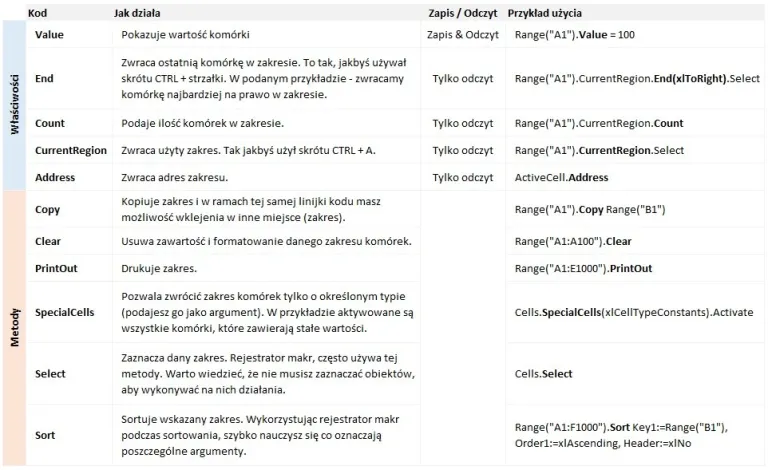 Kod Jak działa Zapis / Odczyt Przykład użycia
Właściwości
Value Pokazuje wartość komórki Zapis & Odczyt Range("A1").Value = 100
Zwraca ostatnią komórkę w zakresie. To tak, jakbyś używał
End skrótu CTRL + strzałki. W podanym przykładzie - zwracamy Tylko odczyt Range("A1").CurrentRegion.End(xlToRight).Select
komórkę najbardziej na prawo w zakresie.
Count Podaje ilość komórek w zakresie. Tylko odczyt Range("A1").CurrentRegion.Count
CurrentRegion Zwraca użyty zakres. Tak jakbyś użył skrótu CTRL + A. Tylko odczyt Range("A1").CurrentRegion.Select
Address Zwraca adres zakresu. Tylko odczyt ActiveCell.Address
Metody
Kopiuje zakres i w ramach tej samej linijki kodu masz
Copy Range("A1").Copy Range("B1")
możliwość wklejenia w inne miejsce (zakres).
Clear Usuwa zawartość i formatowanie danego zakresu komórek. Range("A1:A100").Clear
PrintOut Drukuje zakres. Range("A1:E1000").PrintOut
Pozwala zwrócić zakres komórek tylko o określonym typie
SpecialCells (podajesz go jako argument). W przykładzie aktywowane są Cells.SpecialCells(xlCellTypeConstants).Activate
wszystkie komórki, które zawierają stałe wartości.
Zaznacza dany zakres. Rejestrator makr, często używa tej
Select metody. Warto wiedzieć, że nie musisz zaznaczać obiektów, Cells.Select
aby wykonywać na nich działania.
Sortuje wskazany zakres. Wykorzystując rejestrator makr Range("A1:F1000").Sort Key1:=Range("B1"),
Sort podczas sortowania, szybko nauczysz się co oznaczają Order1:=xlAscending, Header:=xlNo
poszczególne argumenty.